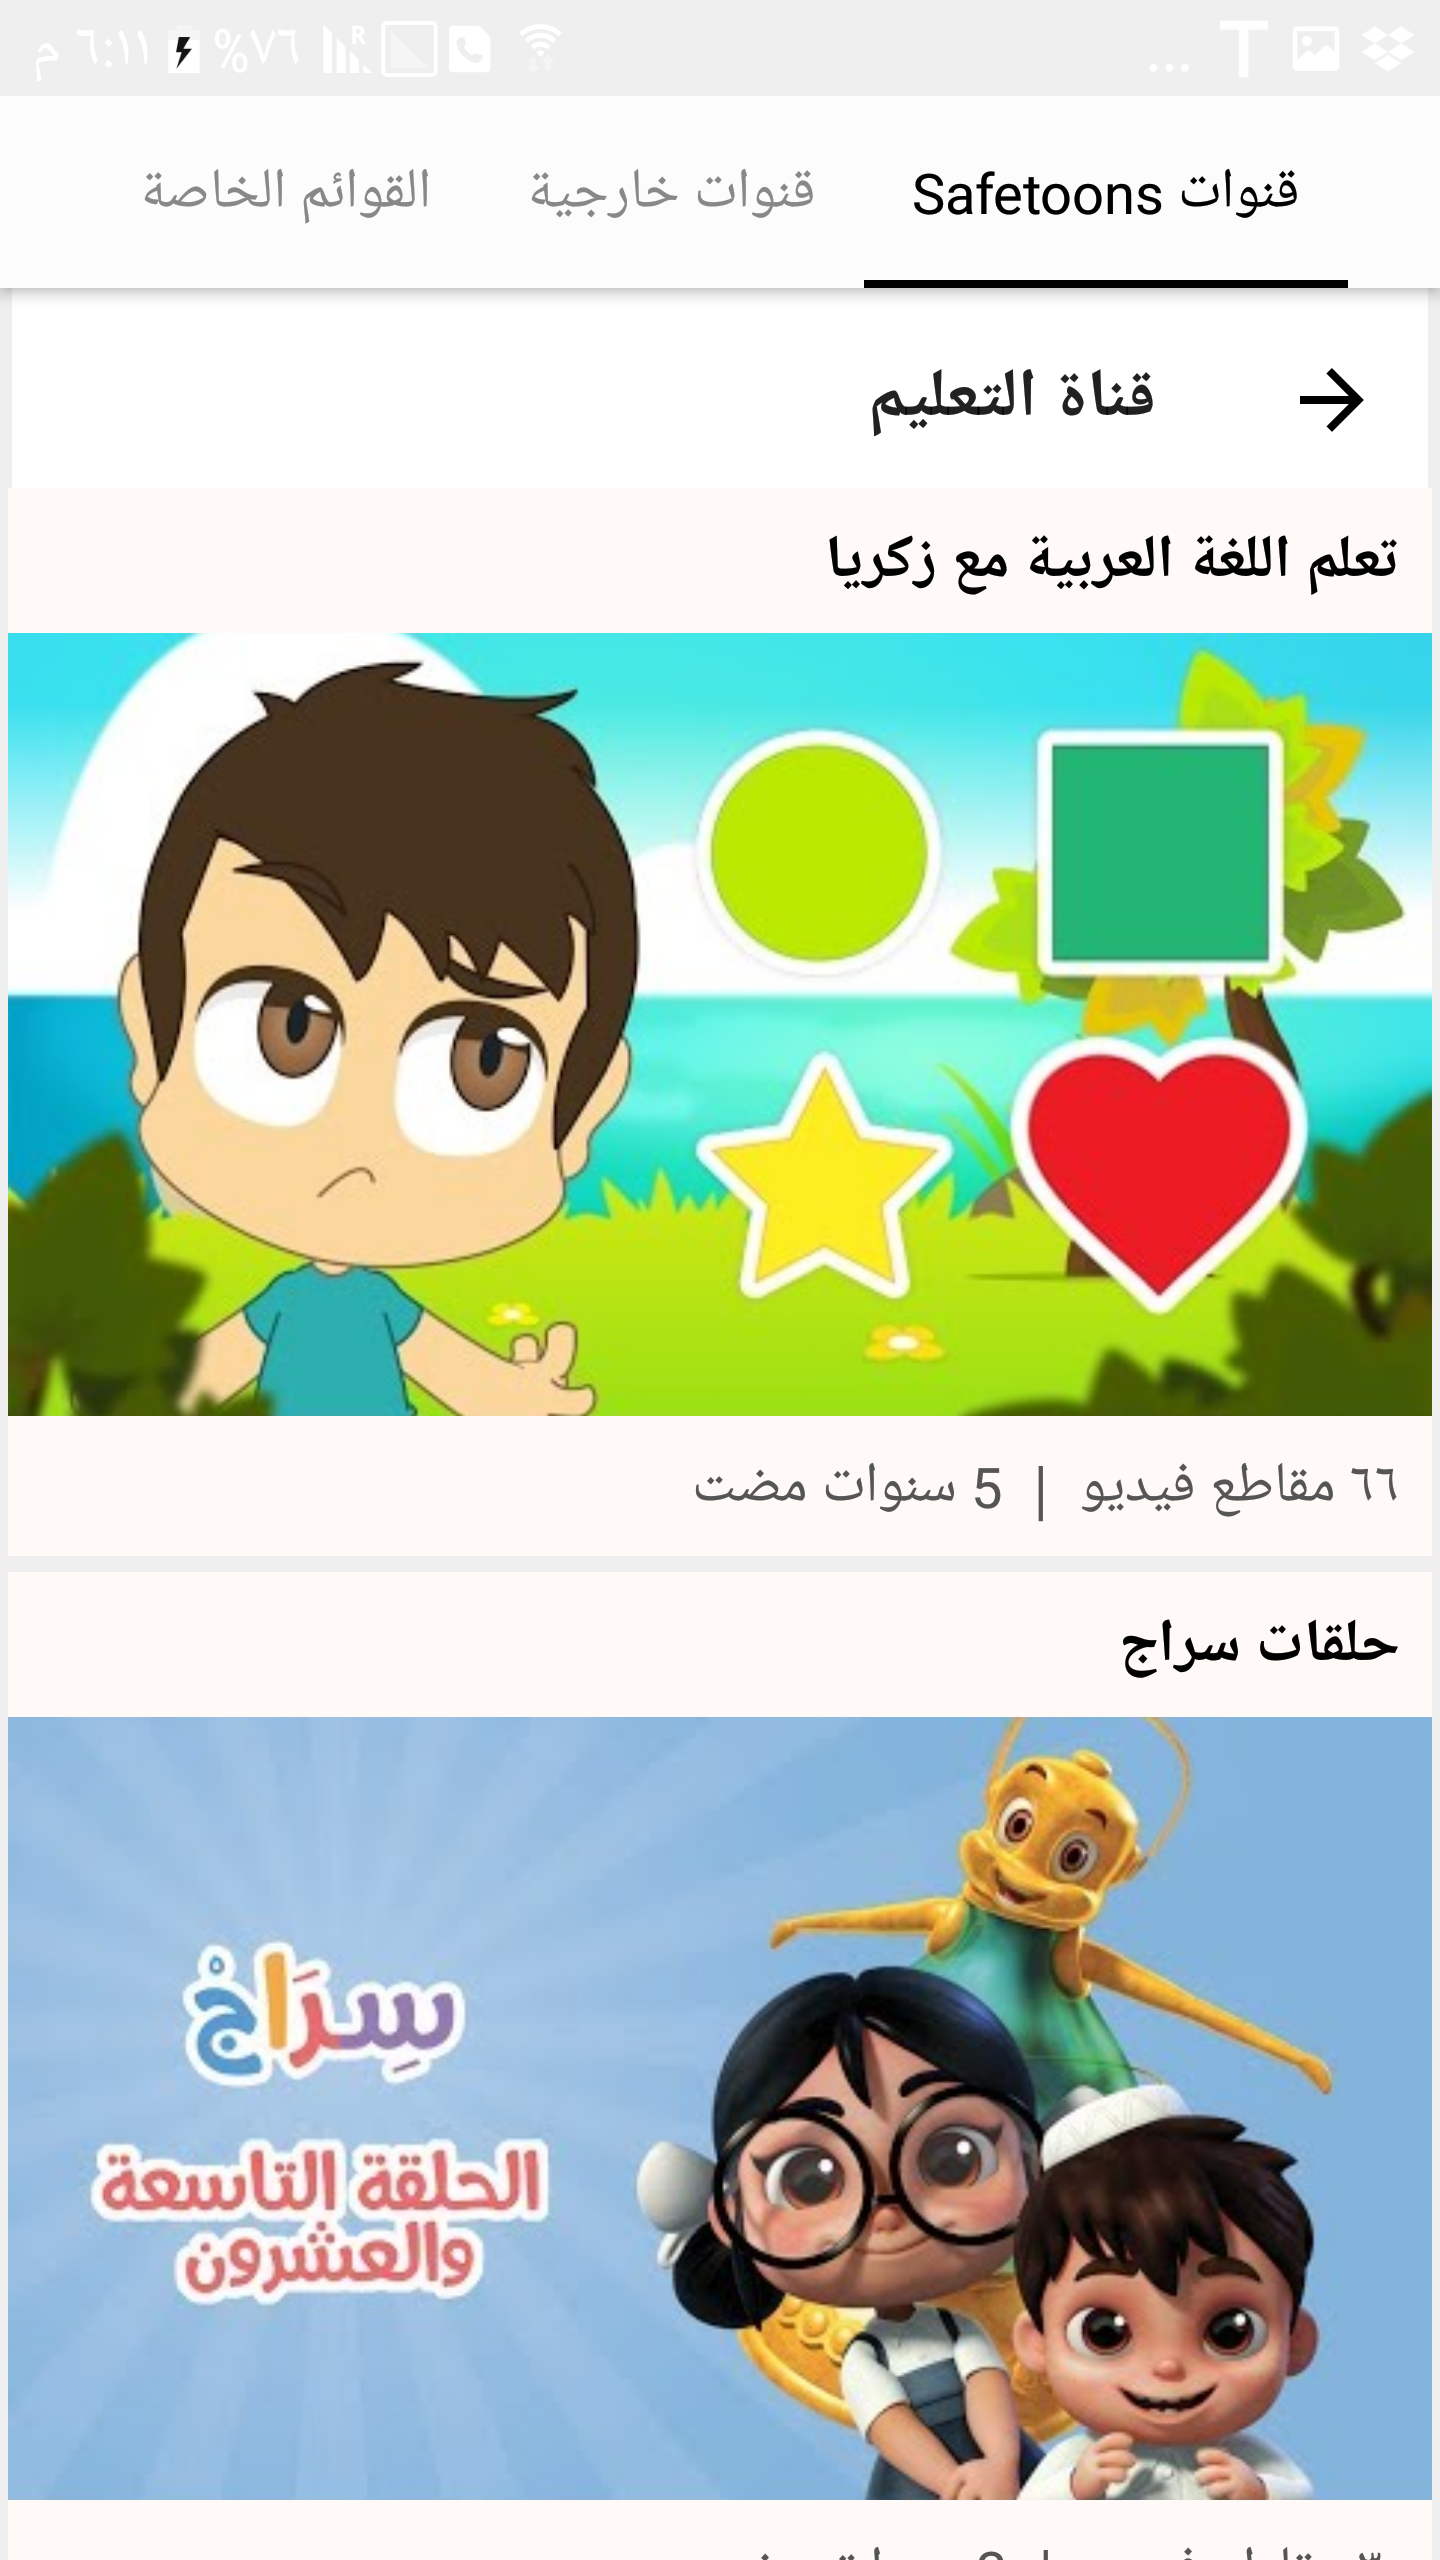 ٦:١١ م
%٧٦
R
T
قنوات Safetoons
قنوات خارجية
القوائم الخاصة
قناة التعليم
تعلم اللغة العربية مع زكريا
٦٦ مقاطع فيديو | 5 سنوات مضت
حلقات سراج
سِرَاجْ
الحلقة التاسعة
والعشرون